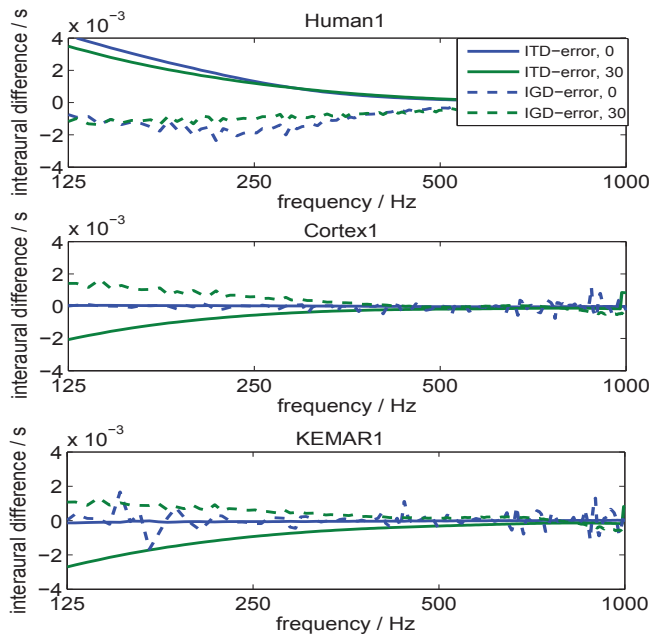 x 10⁻³
Human1
interaural difference / s
4
2
0
−2
−4
ITD−error, 0
ITD−error, 30
IGD−error, 0
IGD−error, 30
125
250
500
1000
frequency / Hz
x 10⁻³
Cortex1
interaural difference / s
4
2
0
−2
−4
125
250
500
1000
frequency / Hz
x 10⁻³
KEMAR1
interaural difference / s
4
2
0
−2
−4
125
250
500
1000
frequency / Hz